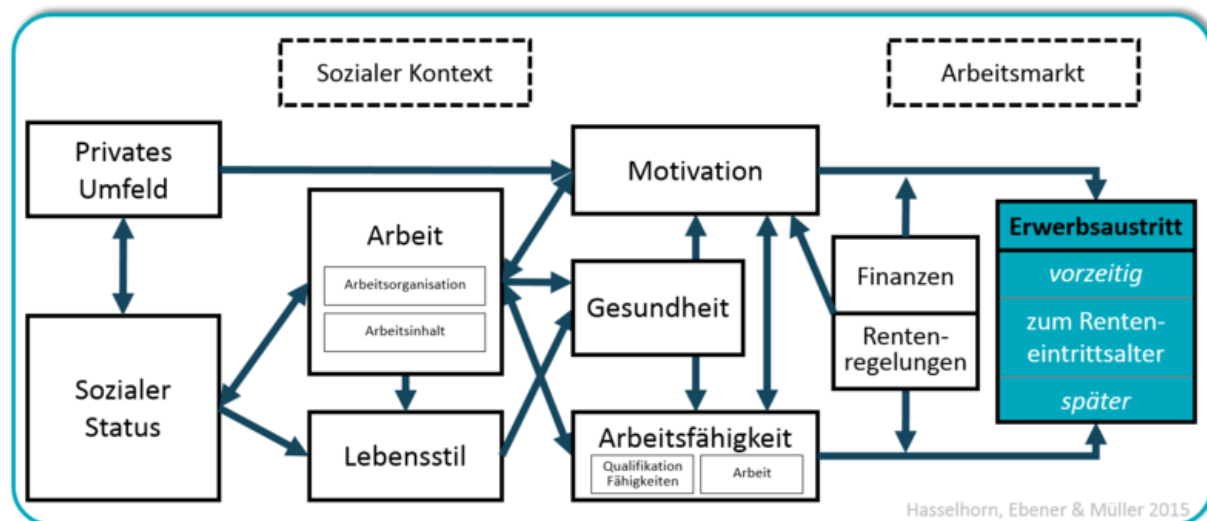 Sozialer Kontext
Arbeitsmarkt
Privates
Umfeld
Motivation
Arbeit
Arbeitsorganisation
Arbeitsinhalt
Erwerbsaustritt
vorzeitig
zum Renten-
eintrittsalter
später
Finanzen
Renten-
regelungen
Gesundheit
Sozialer
Status
Lebensstil
Arbeitsfähigkeit
Qualifikation
Fähigkeiten
Arbeit
Hasselhorn, Ebener & Müller 2015